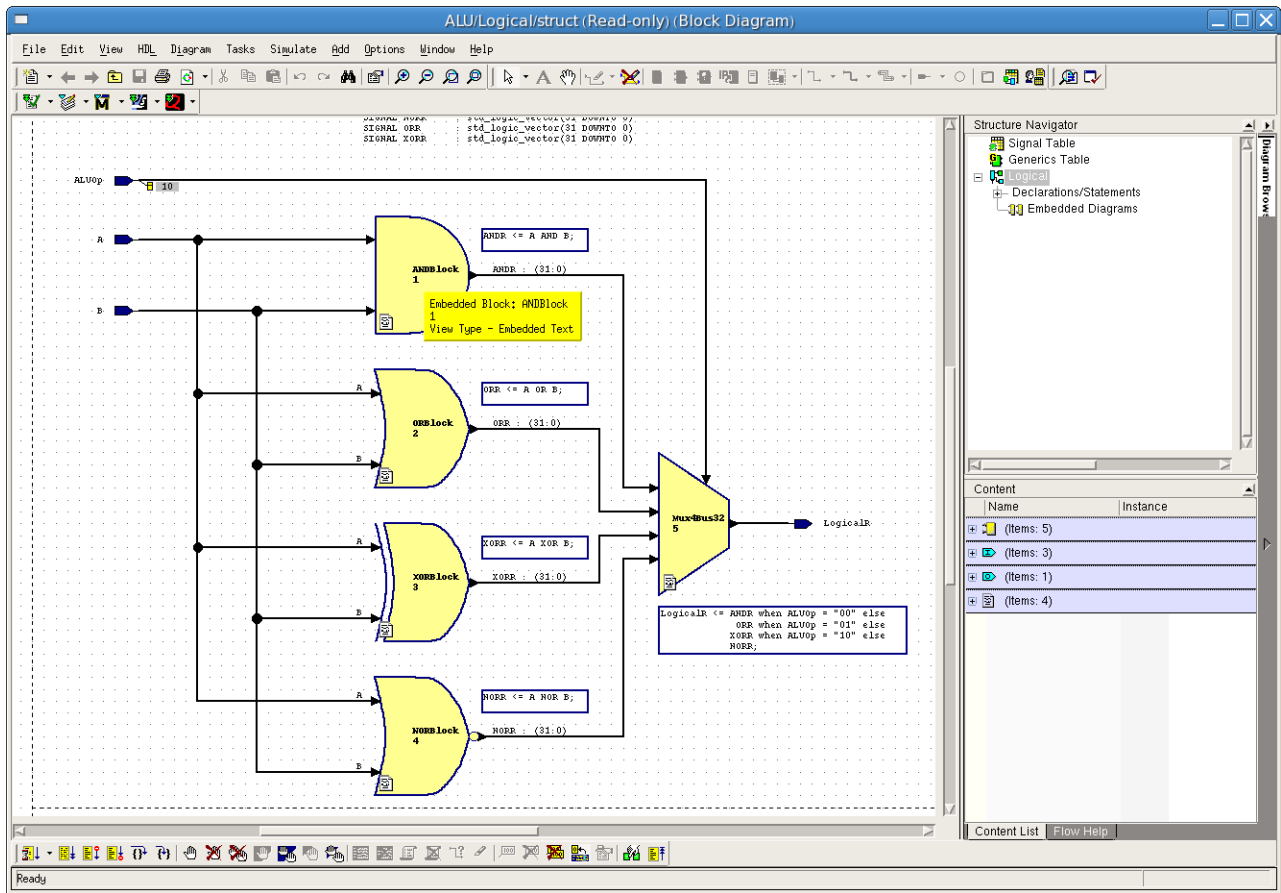 ALU/Logical/struct (Read-only) (Block Diagram)
File Edit View HDL Diagram Tasks Simulate Add Options Window Help
SIGNAL NORR : std_logic_vector(31 DOWNTO 0)
SIGNAL ORR : std_logic_vector(31 DOWNTO 0)
SIGNAL XORR : std_logic_vector(31 DOWNTO 0)
ALUOp
10
A
ANDR <= A AND B;
ANDBlock
1
ANDR : (31:0)
B
Embedded Block: ANDBlock
1
View Type - Embedded Text
A
ORR <= A OR B;
ORBlock
2
ORR : (31:0)
B
Mux4Bus32
5
LogicalR
A
XORR <= A XOR B;
XORBlock
3
XORR : (31:0)
B
LogicalR <= ANDR when ALUOp = "00" else
ORR when ALUOp = "01" else
XORR when ALUOp = "10" else
NORR;
A
NORR <= A NOR B;
NORBlock
4
NORR : (31:0)
B
Structure Navigator
Signal Table
Generics Table
Logical
Declarations/Statements
Embedded Diagrams
Diagram Brows
Content
Name Instance
(Items: 5)
(Items: 3)
(Items: 1)
(Items: 4)
Content List Flow Help
Ready